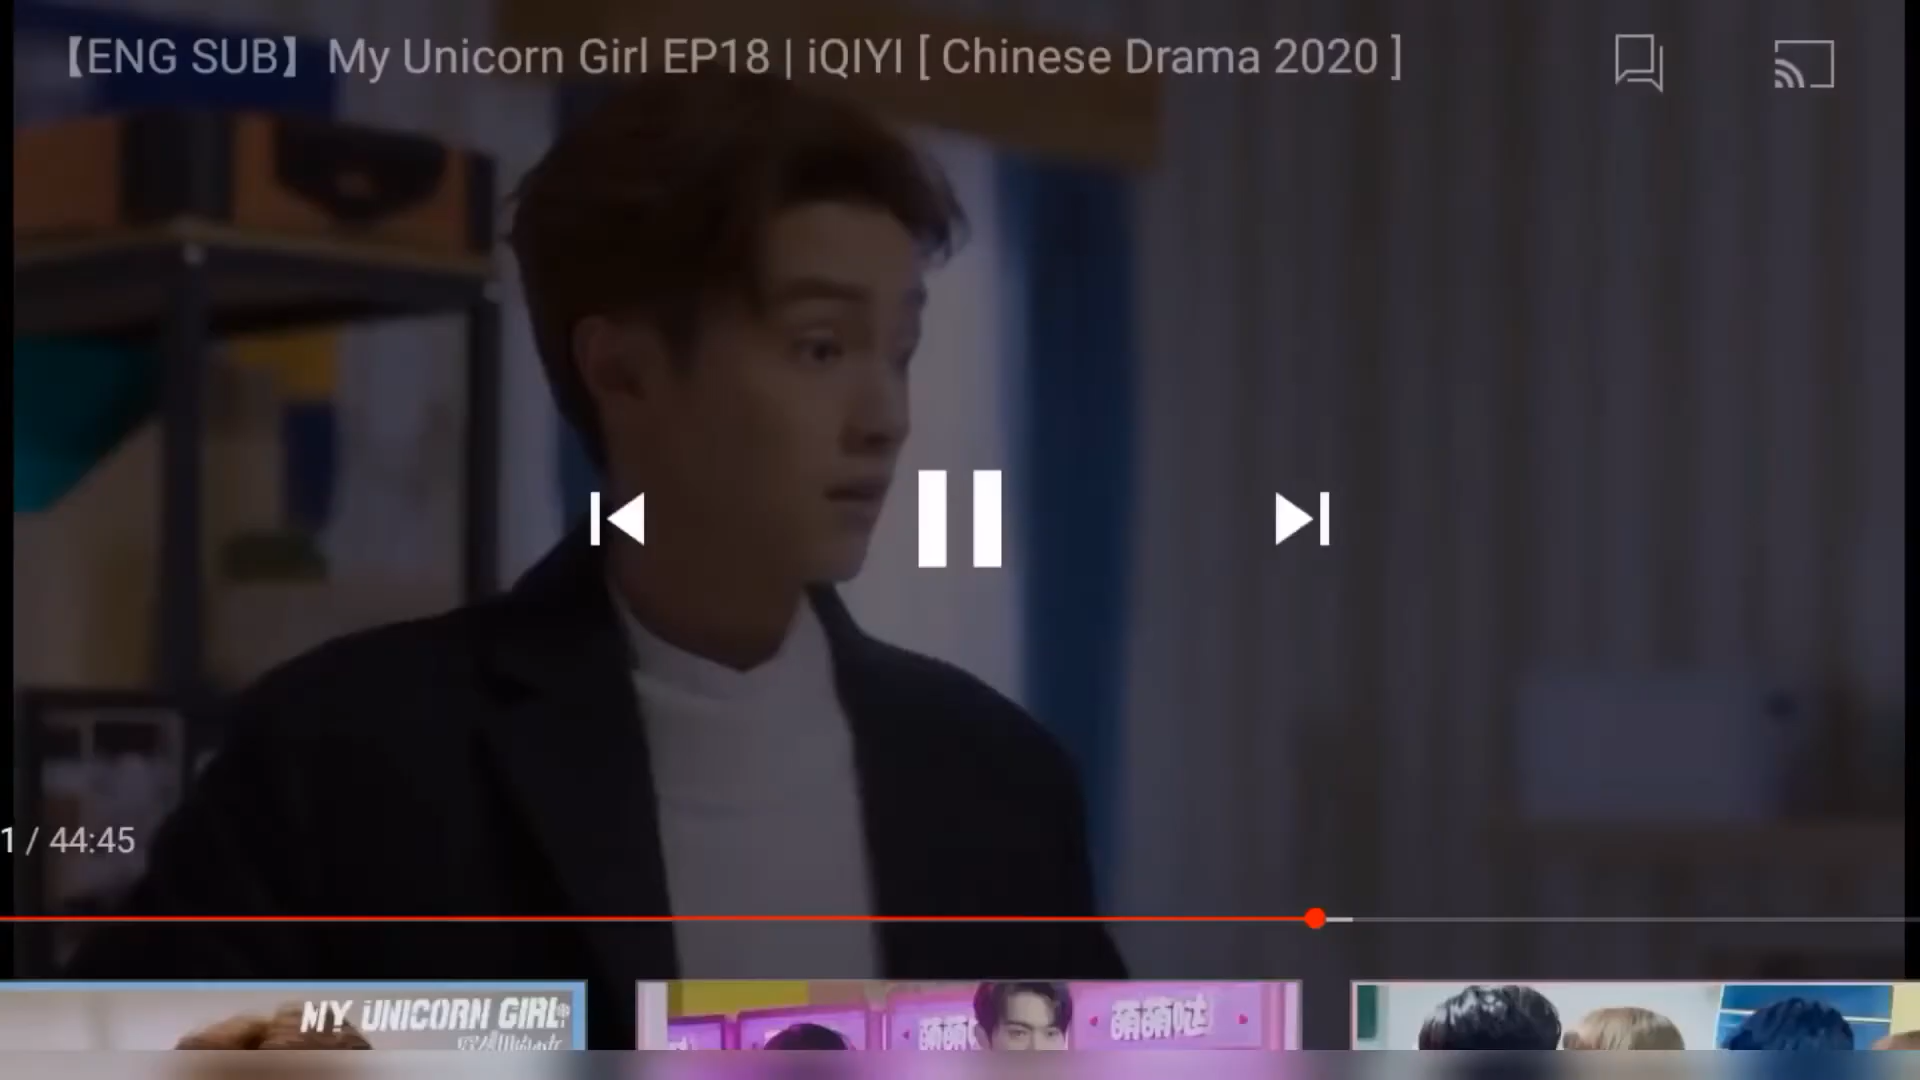 【ENG SUB】 My Unicorn Girl EP18 | iQIYI [ Chinese Drama 2020 ]
1 / 44:45
MY UNICORN GIRL
萌萌哒